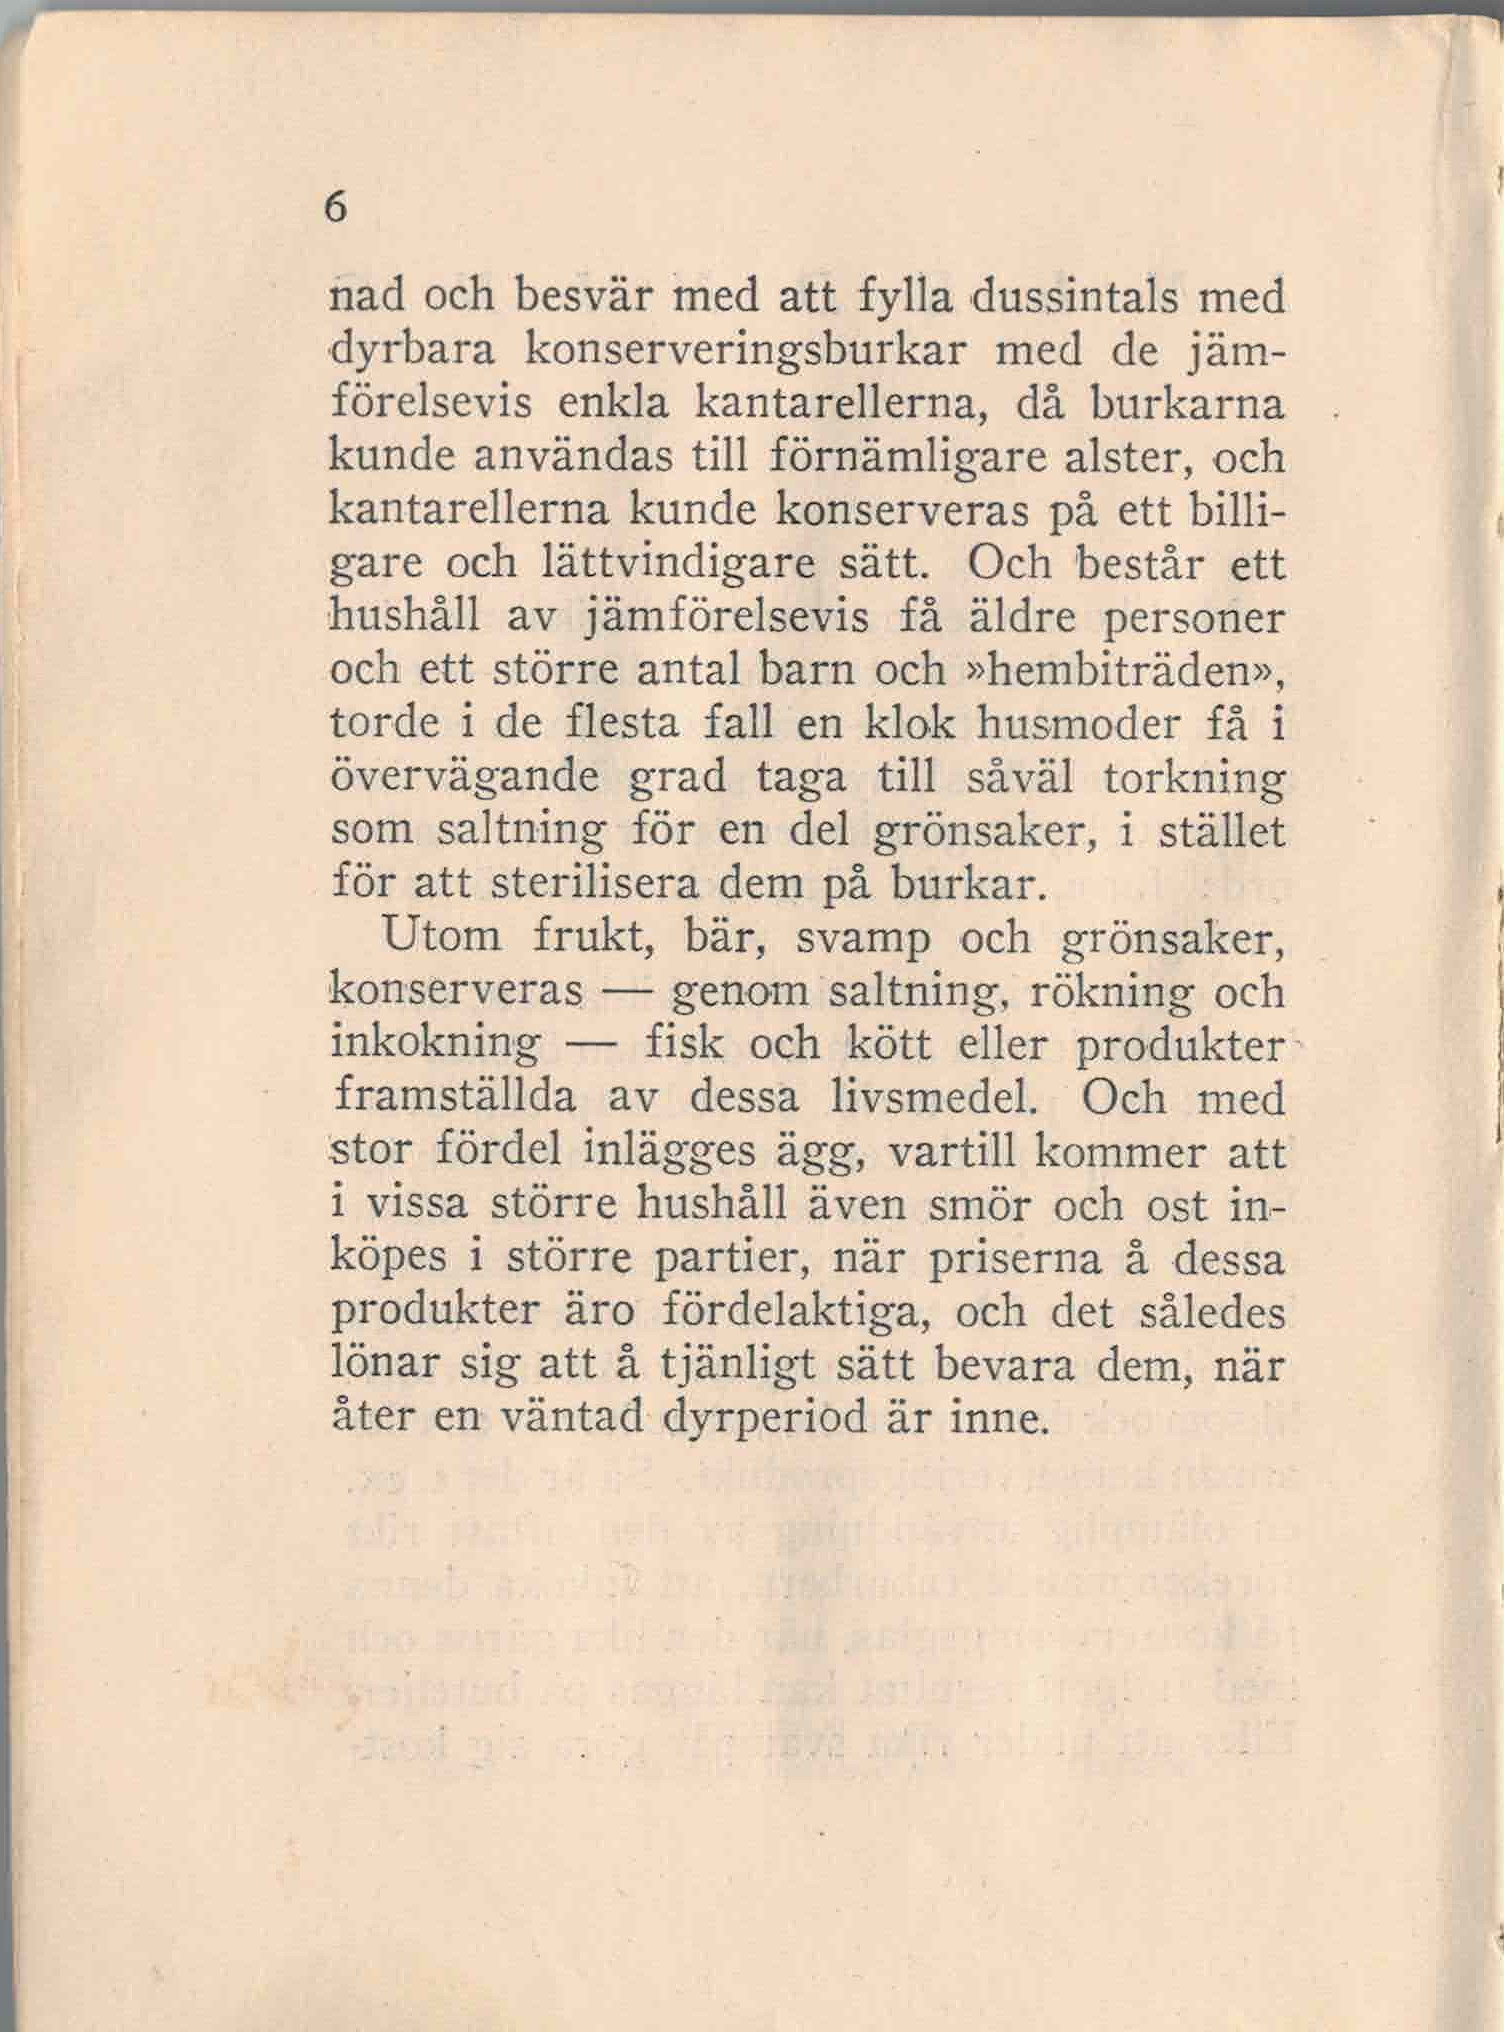 6
nad och besvär med att fylla dussintals med
dyrbara konserveringsburkar med de jäm-
förelsevis enkla kantarellerna, då burkarna
kunde användas till förnämligare alster, och
kantarellerna kunde konserveras på ett billi-
gare och lättvindigare sätt. Och består ett
hushåll av jämförelsevis få äldre personer
och ett större antal barn och »hembiträden»,
torde i de flesta fall en klok husmoder få i
övervägande grad taga till såväl torkning
som saltning för en del grönsaker, i stället
för att sterilisera dem på burkar.
Utom frukt, bär, svamp och grönsaker,
konserveras — genom saltning, rökning och
inkokning — fisk och kött eller produkter
framställda av dessa livsmedel. Och med
stor fördel inlägges ägg, vartill kommer att
i vissa större hushåll även smör och ost in-
köpes i större partier, när priserna å dessa
produkter äro fördelaktiga, och det således
lönar sig att å tjänligt sätt bevara dem, när
åter en väntad dyrperiod är inne.